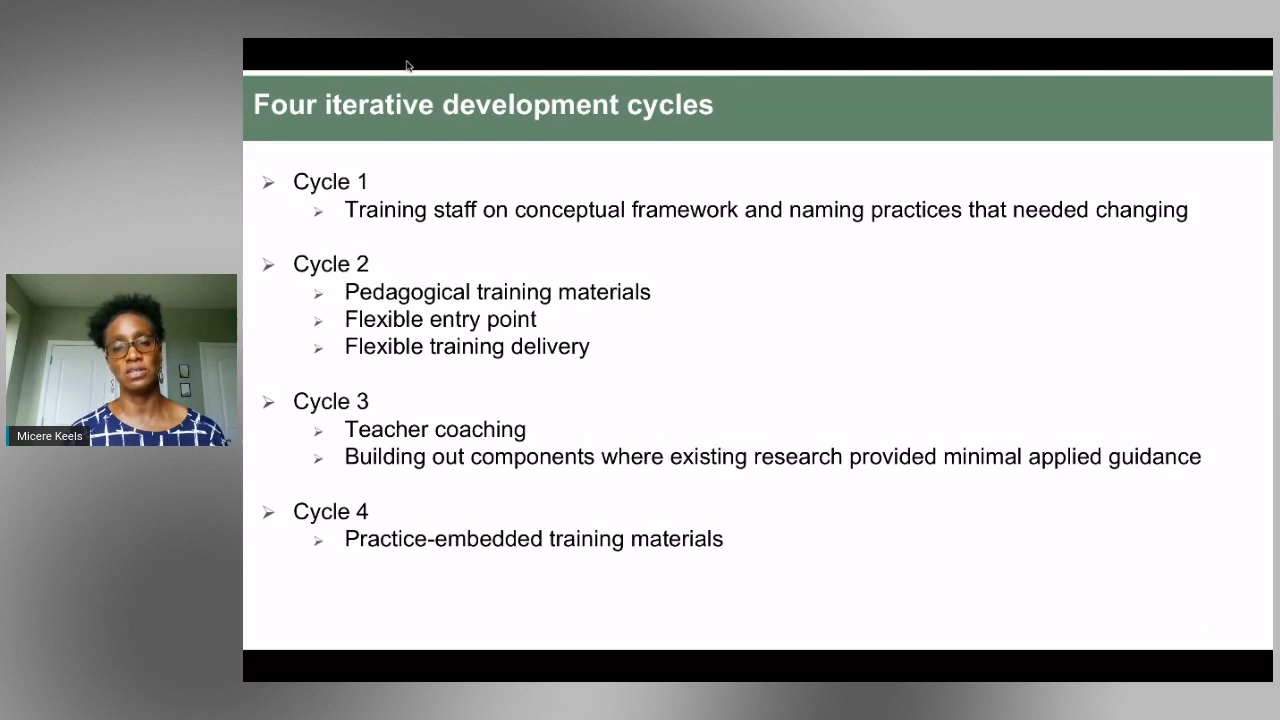 Four iterative development cycles
Cycle 1
Training staff on conceptual framework and naming practices that needed changing
Cycle 2
Pedagogical training materials
Flexible entry point
Flexible training delivery
Cycle 3
Teacher coaching
Building out components where existing research provided minimal applied guidance
Cycle 4
Practice-embedded training materials
Micere Keels